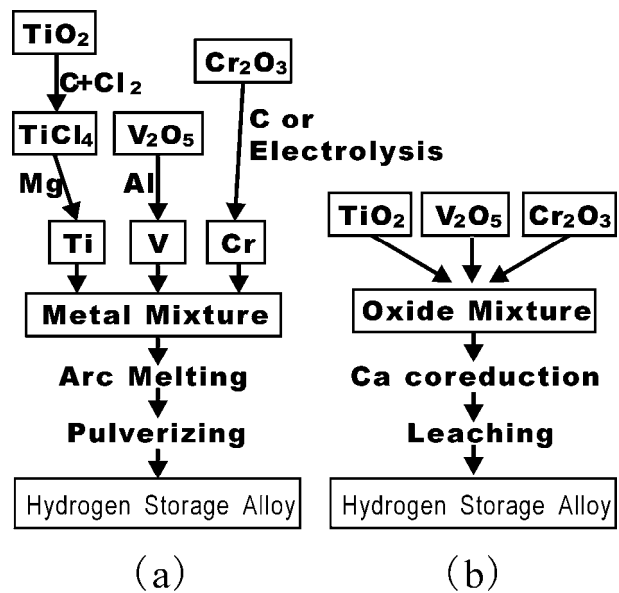 TiO₂
C+Cl₂
TiCl₄
V₂O₅
Cr₂O₃
C or
Electrolysis
Mg
Al
Ti
V
Cr
Metal Mixture
Arc Melting
Pulverizing
Hydrogen Storage Alloy
(a)
TiO₂
V₂O₅
Cr₂O₃
Oxide Mixture
Ca coreduction
Leaching
Hydrogen Storage Alloy
(b)